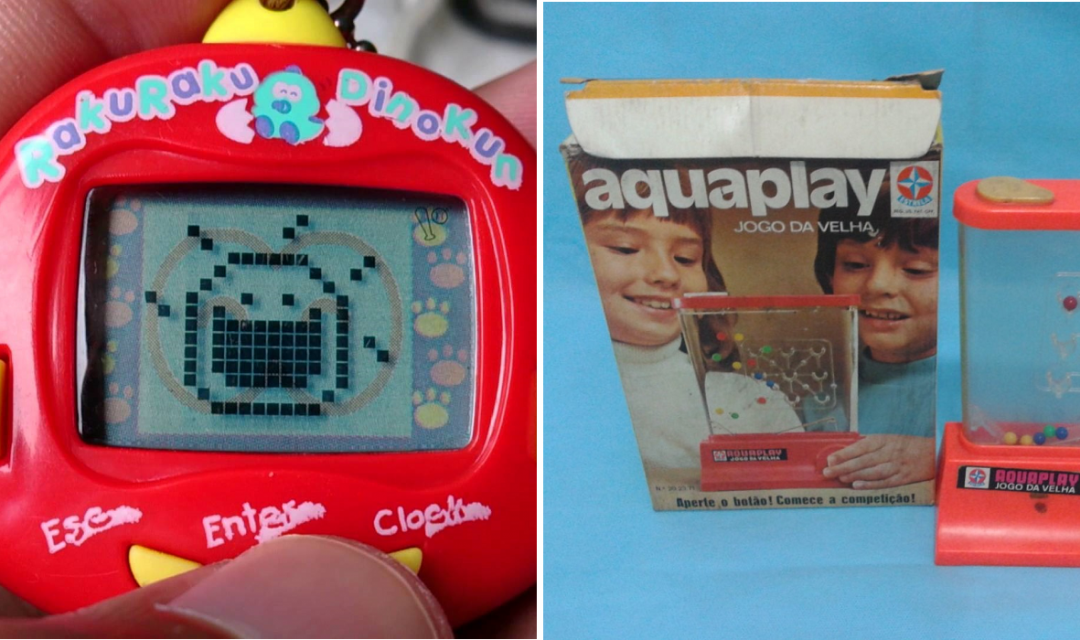 RakuRaku DinoKun
Esc
Enter
Clock
aquaplay
ESTRELA
JOGO DA VELHA
AQUAPLAY
JOGO DA VELHA
Aperte o botão! Comece a competição!
AQUAPLAY
JOGO DA VELHA